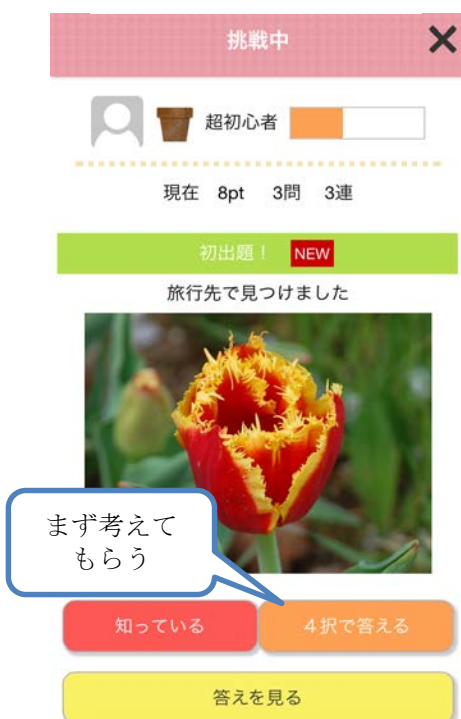 挑戦中
超初心者
現在 8pt 3問 3連
初出題！ NEW
旅行先で見つけました
まず考えて
もらう
知っている ４択で答える
答えを見る